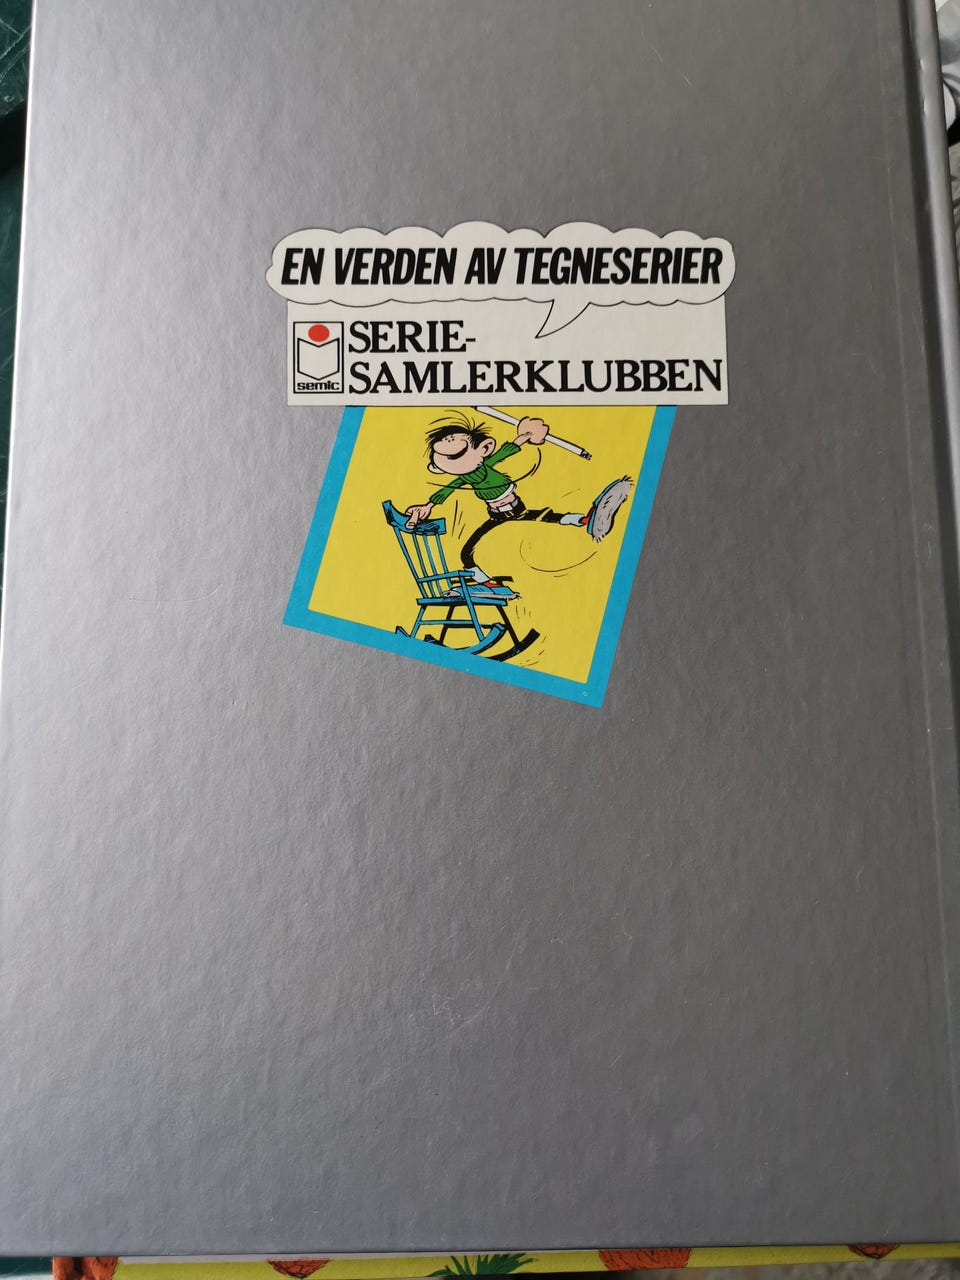 EN VERDEN AV TEGNESERIER
SERIE-
SAMLERKLUBBEN
semic